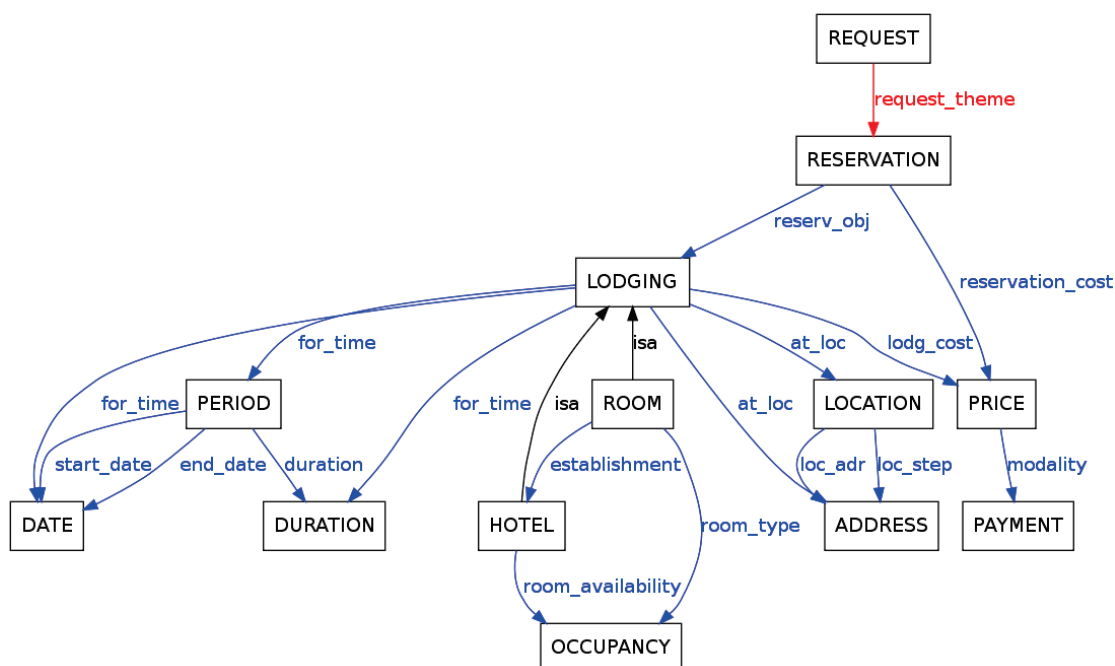 REQUEST
request_theme
RESERVATION
reserv_obj
LODGING
reservation_cost
for_time
isa
at_loc
lodg_cost
for_time
PERIOD
for_time
isa
ROOM
at_loc
LOCATION
PRICE
start_date
end_date
duration
establishment
loc_adr
loc_step
modality
DATE
DURATION
HOTEL
room_type
ADDRESS
PAYMENT
room_availability
OCCUPANCY